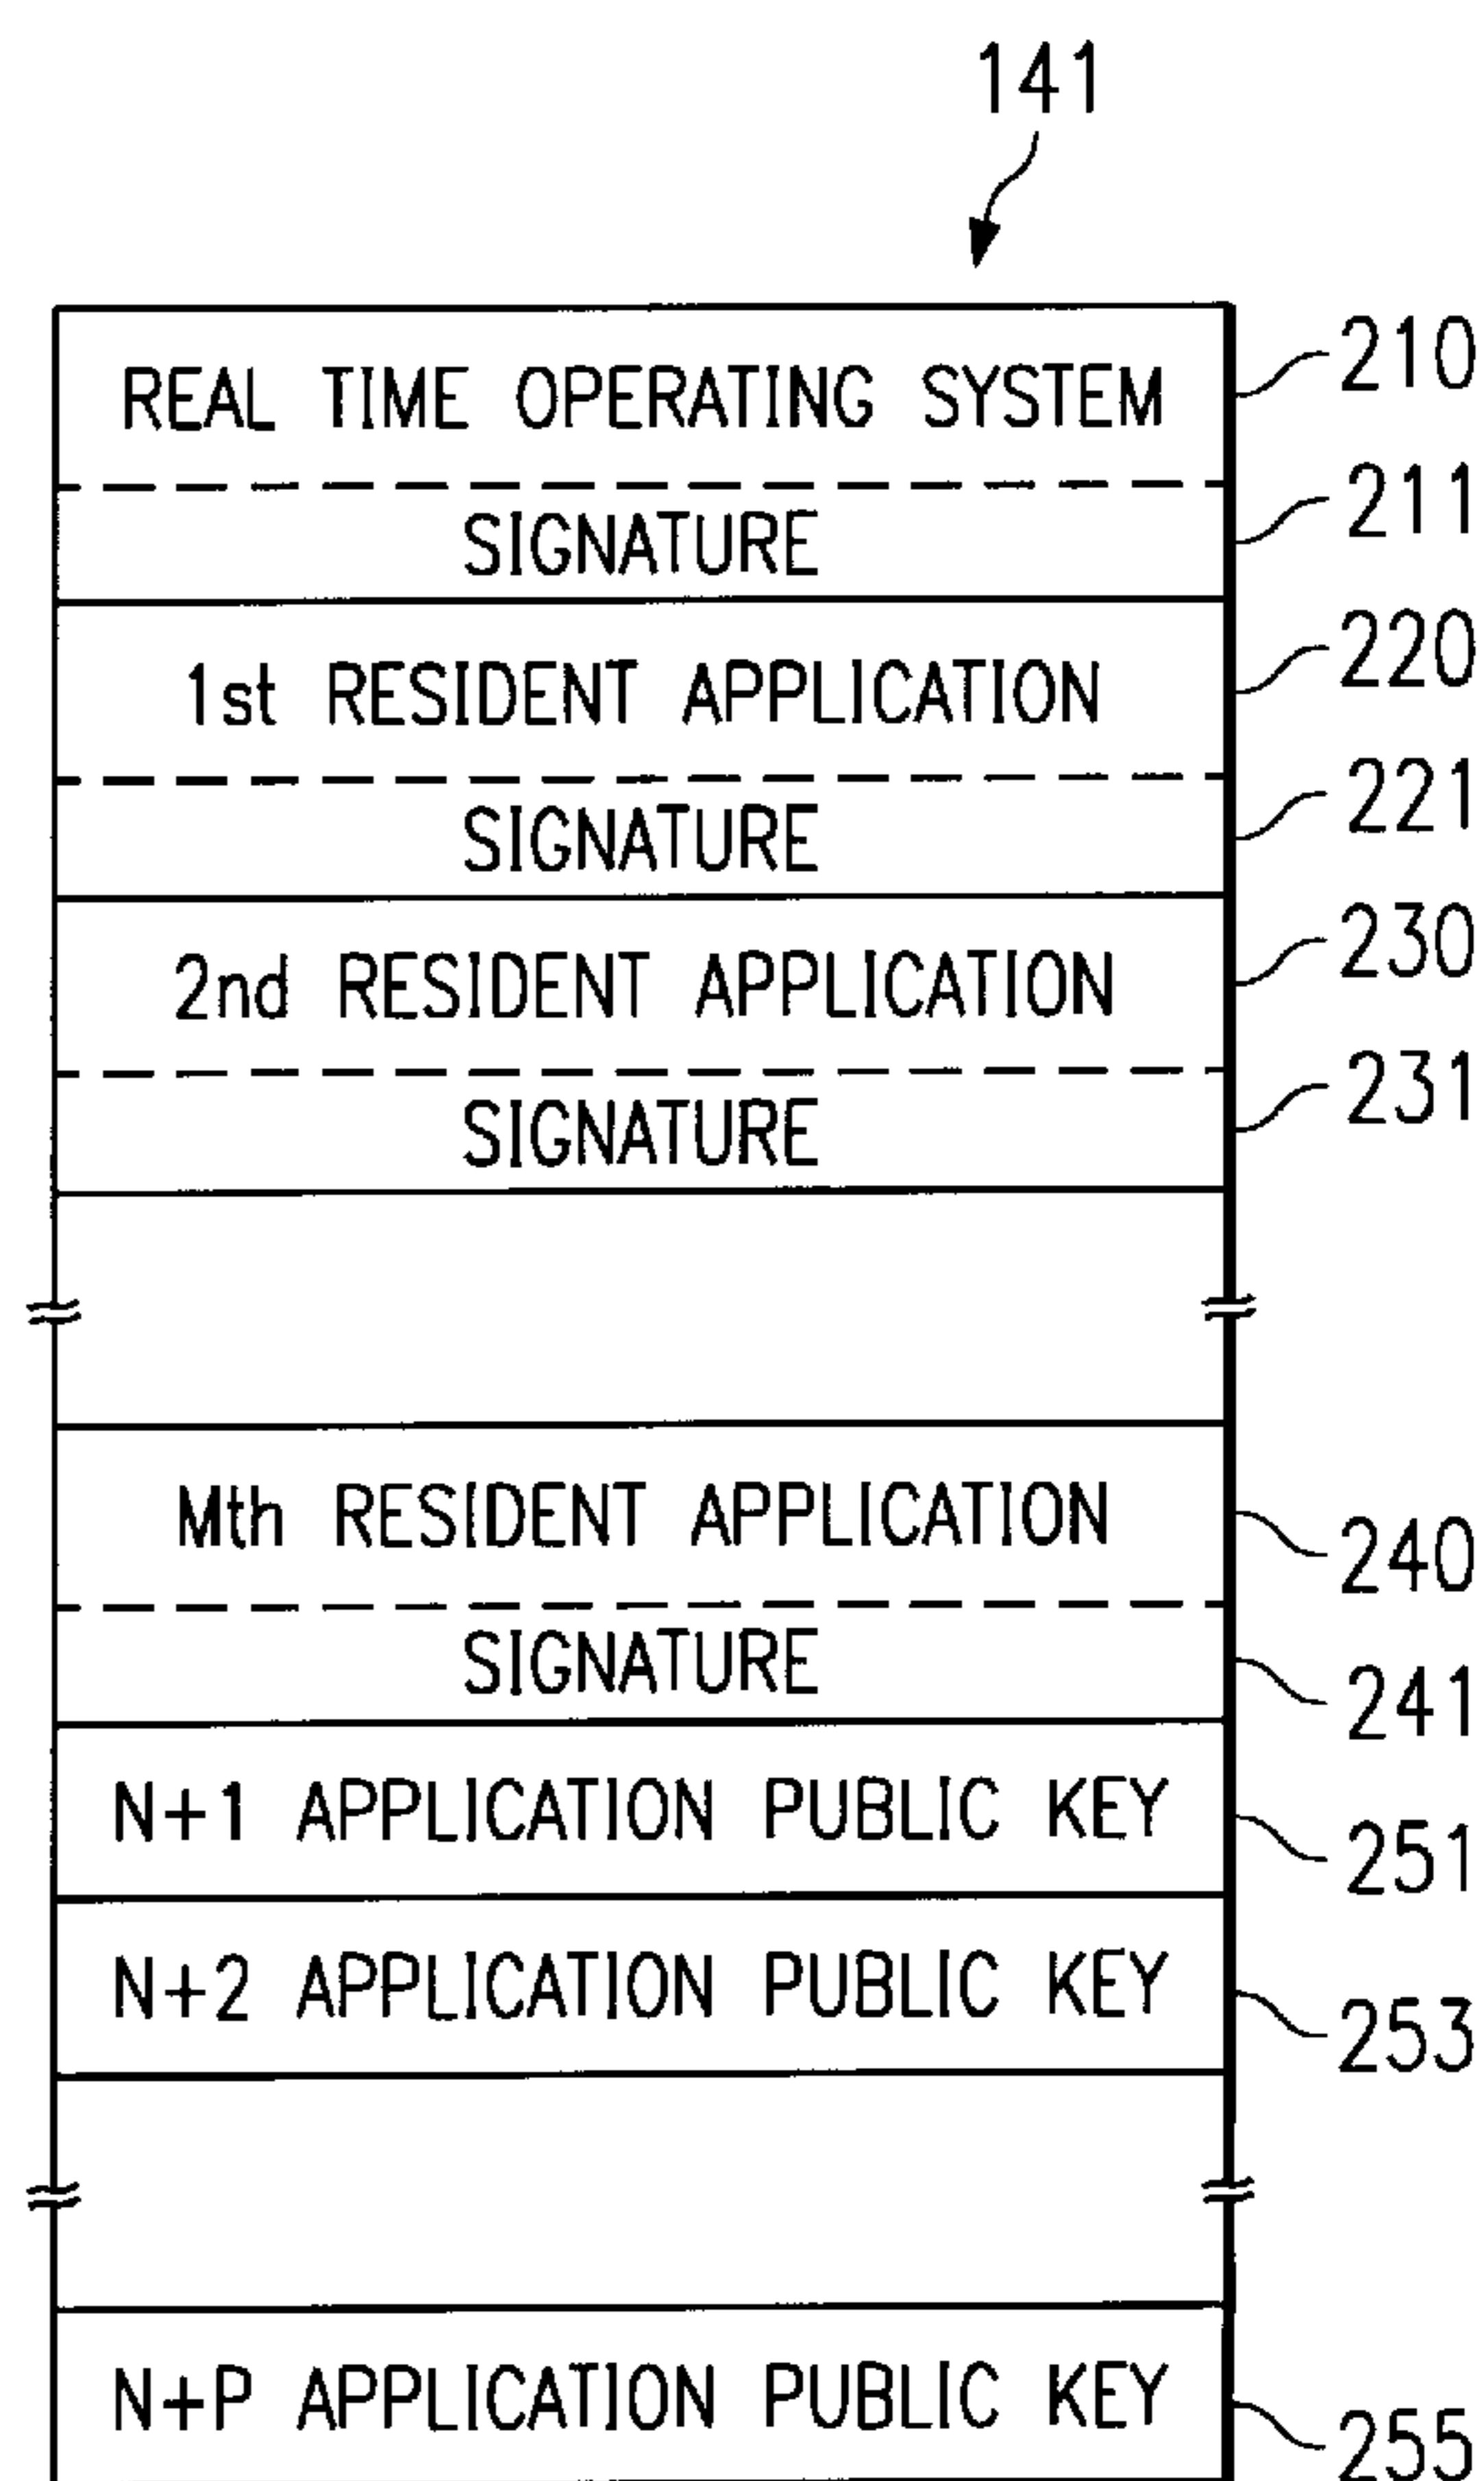 141
REAL TIME OPERATING SYSTEM 210
SIGNATURE 211
1st RESIDENT APPLICATION 220
SIGNATURE 221
2nd RESIDENT APPLICATION 230
SIGNATURE 231
Mth RESIDENT APPLICATION 240
SIGNATURE 241
N+1 APPLICATION PUBLIC KEY 251
N+2 APPLICATION PUBLIC KEY 253
N+P APPLICATION PUBLIC KEY 255